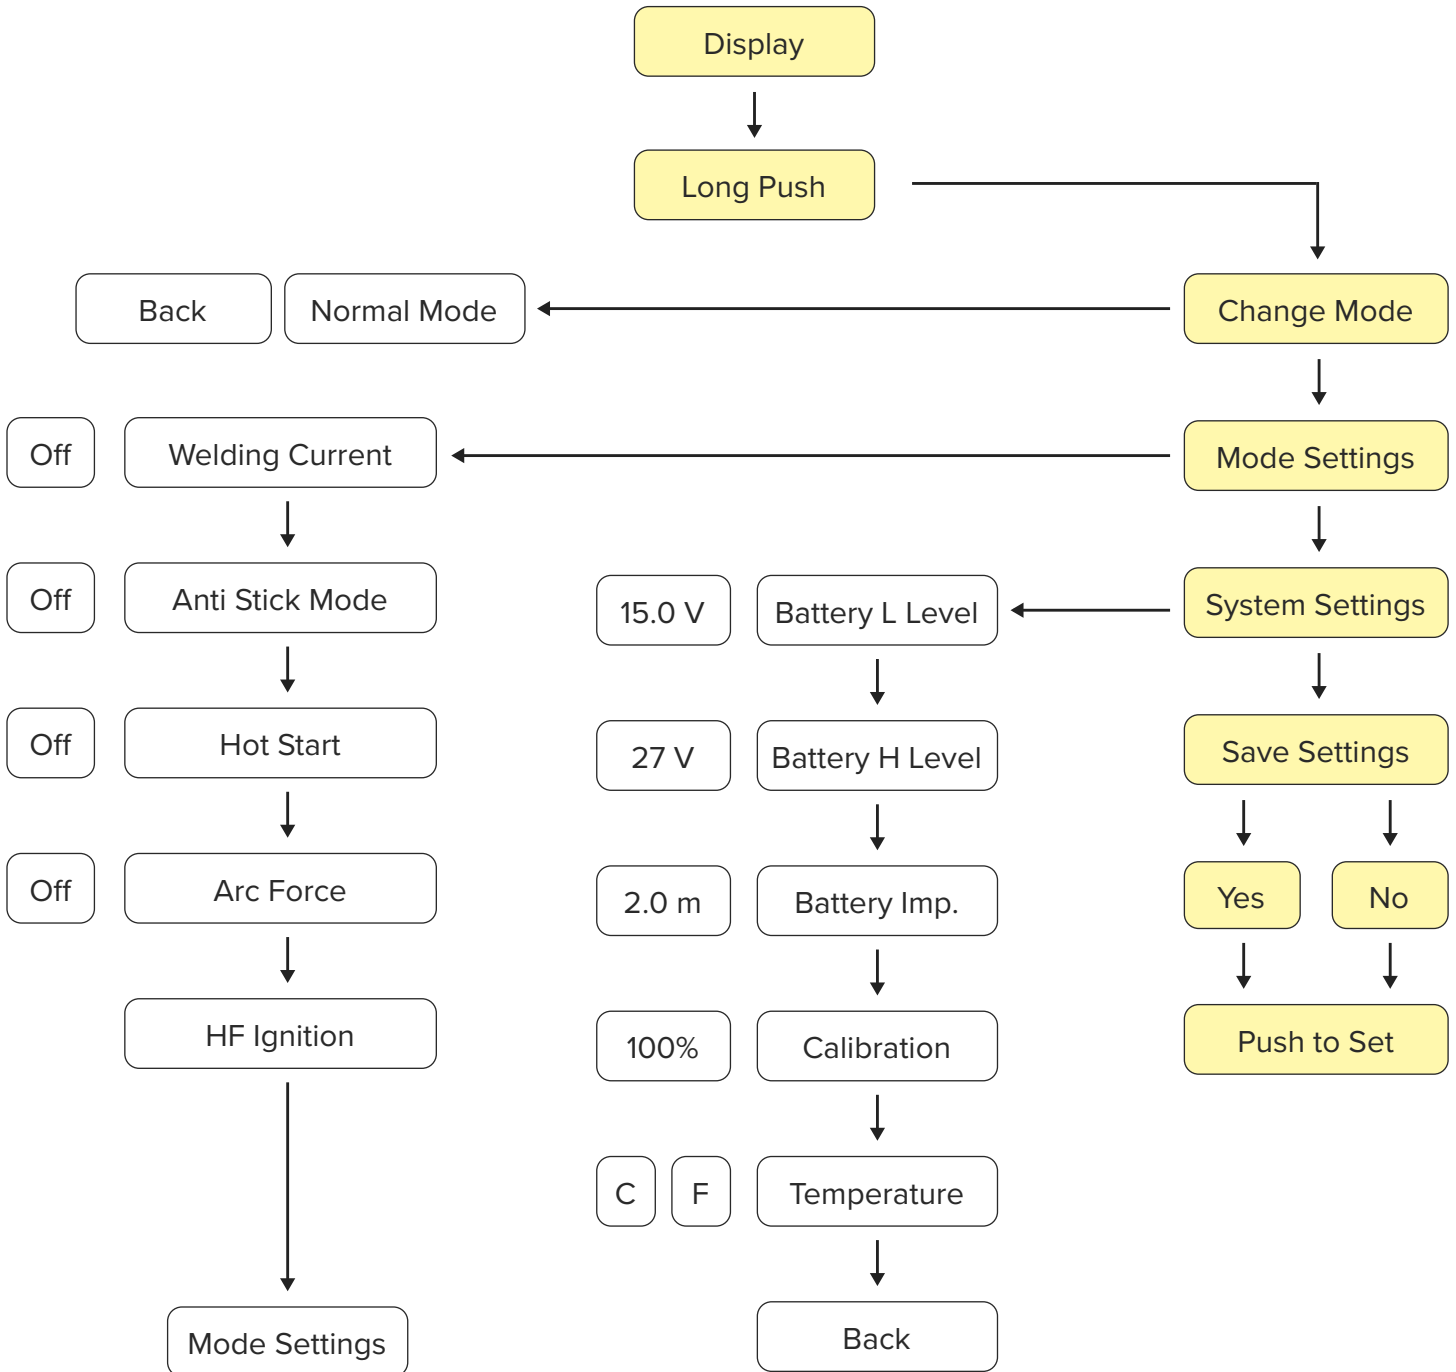 Display
Long Push
Back
Normal Mode
Change Mode
Off
Welding Current
Mode Settings
Off
Anti Stick Mode
15.0 V
Battery L Level
System Settings
Off
Hot Start
27 V
Battery H Level
Save Settings
Off
Arc Force
2.0 m
Battery Imp.
Yes
No
HF Ignition
100%
Calibration
Push to Set
C
F
Temperature
Mode Settings
Back